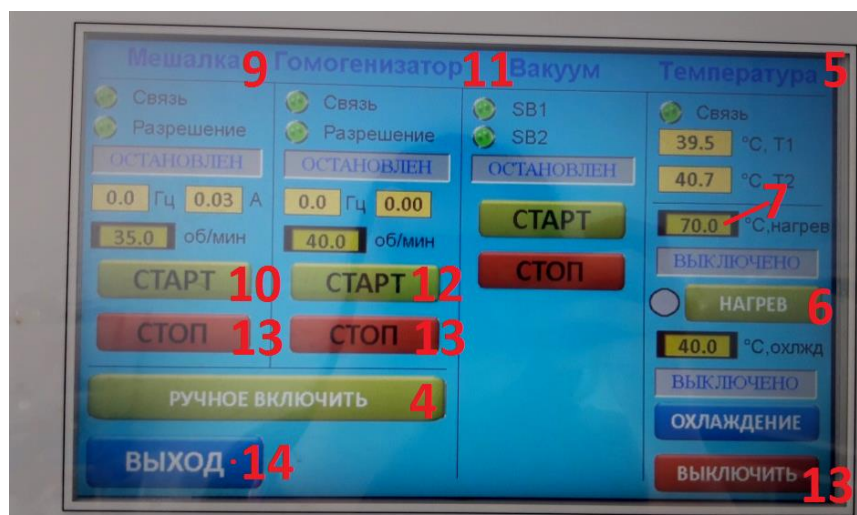 Мешалка 9
Связь
Разрешение
ОСТАНОВЛЕН
0.0 Гц 0.03 А
35.0 об/мин
СТАРТ 10
СТОП 13
Гомогенизатор 11
Связь
Разрешение
ОСТАНОВЛЕН
0.0 Гц 0.00
40.0 об/мин
СТАРТ 12
СТОП 13
РУЧНОЕ ВКЛЮЧИТЬ 4
ВЫХОД 14
Вакуум
SB1
SB2
ОСТАНОВЛЕН
СТАРТ
СТОП
Температура 5
Связь
39.5 °C, T1
40.7 °C, T2
7
70.0 °C,нагрев
ВЫКЛЮЧЕНО
НАГРЕВ 6
40.0 °C,охлжд
ВЫКЛЮЧЕНО
ОХЛАЖДЕНИЕ
ВЫКЛЮЧИТЬ 13